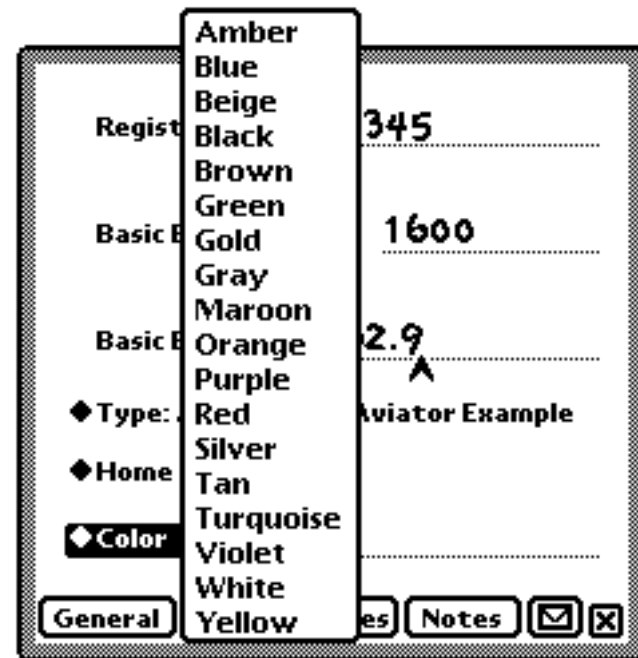 Amber
Blue
Beige
Black
Brown
Green
Gold
Gray
Maroon
Orange
Purple
Red
Silver
Tan
Turquoise
Violet
White
Yellow
Regist 345
Basic E 1600
Basic E 2.9
Type: Aviator Example
Home
Color
General es Notes